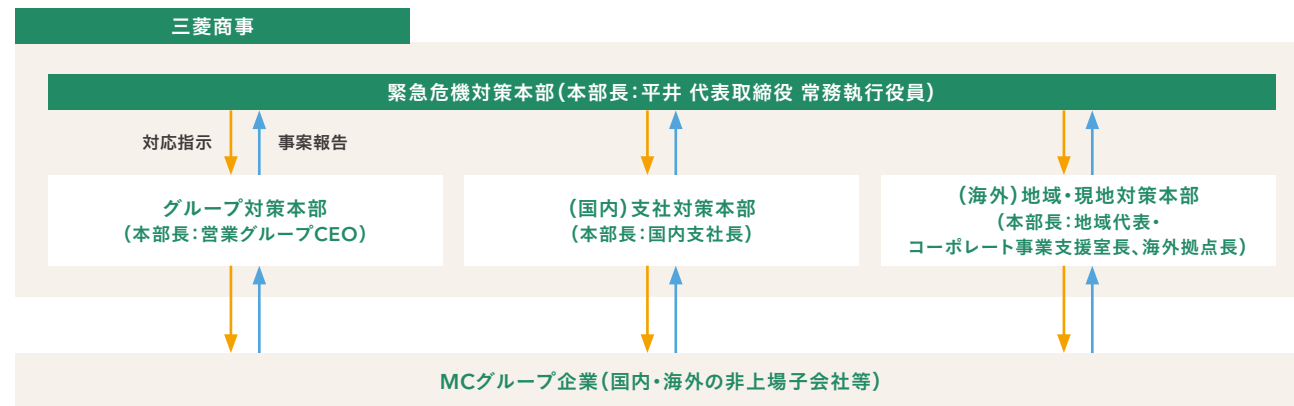 三菱商事
緊急危機対策本部（本部長：平井 代表取締役 常務執行役員）
対応指示
事案報告
グループ対策本部
（本部長：営業グループCEO）
（国内）支社対策本部
（本部長：国内支社長）
（海外）地域・現地対策本部
（本部長：地域代表・
コーポレート事業支援室長、海外拠点長）
MCグループ企業（国内・海外の非上場子会社等）